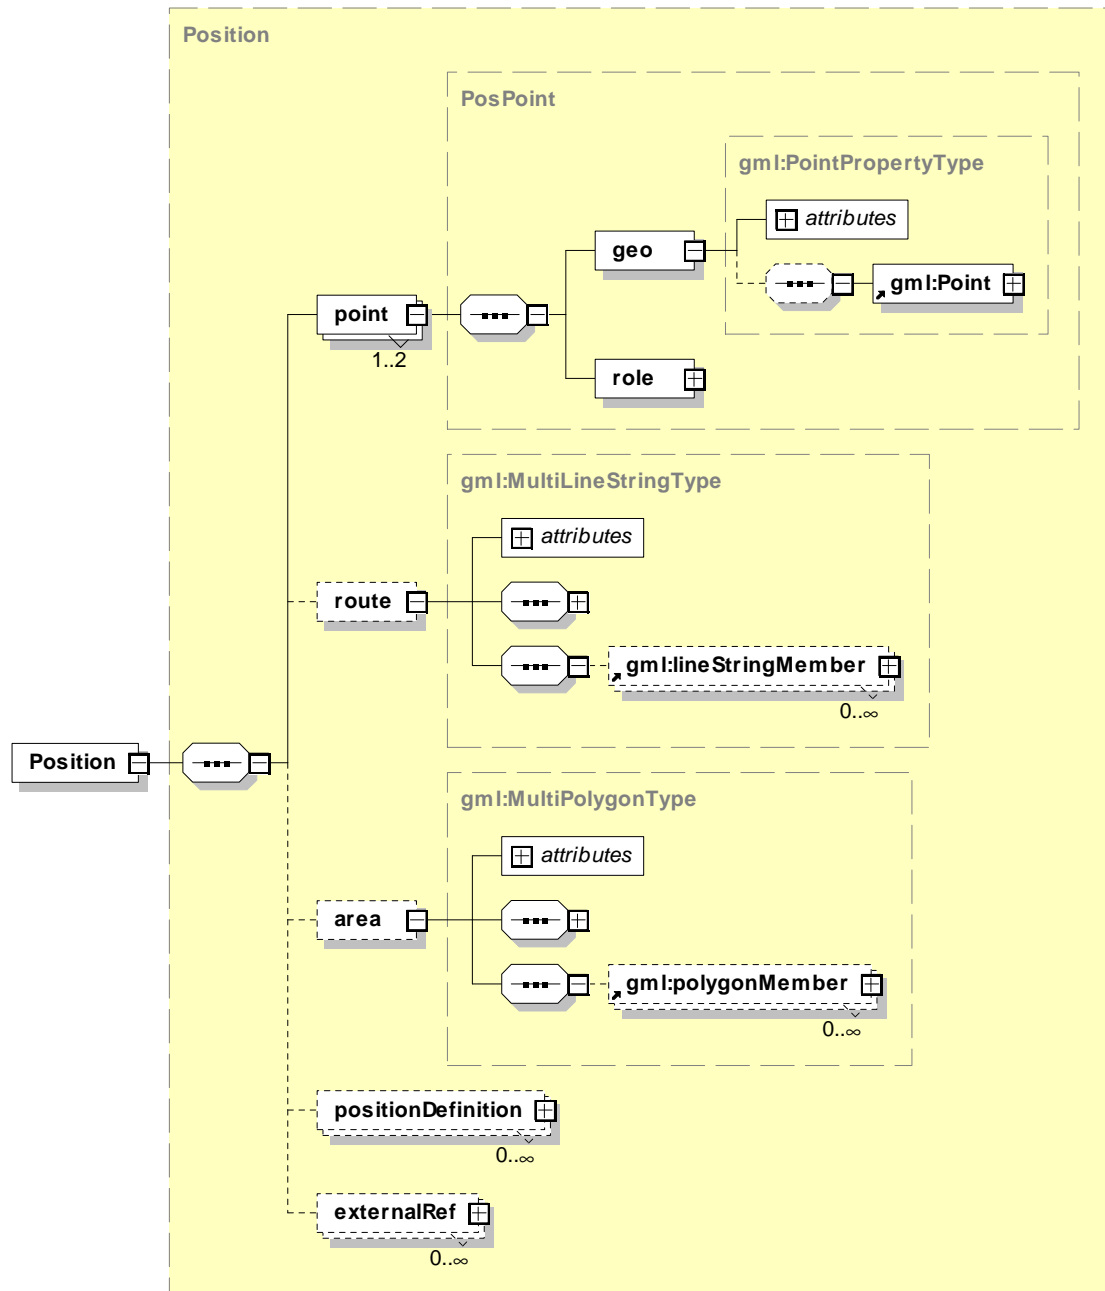 Position
PosPoint
gml:PointPropertyType
attributes
geo
gml:Point
point
1..2
role
gml:MultiLineStringType
attributes
route
gml:lineStringMember
0..∞
Position
gml:MultiPolygonType
attributes
area
gml:polygonMember
0..∞
positionDefinition
0..∞
externalRef
0..∞